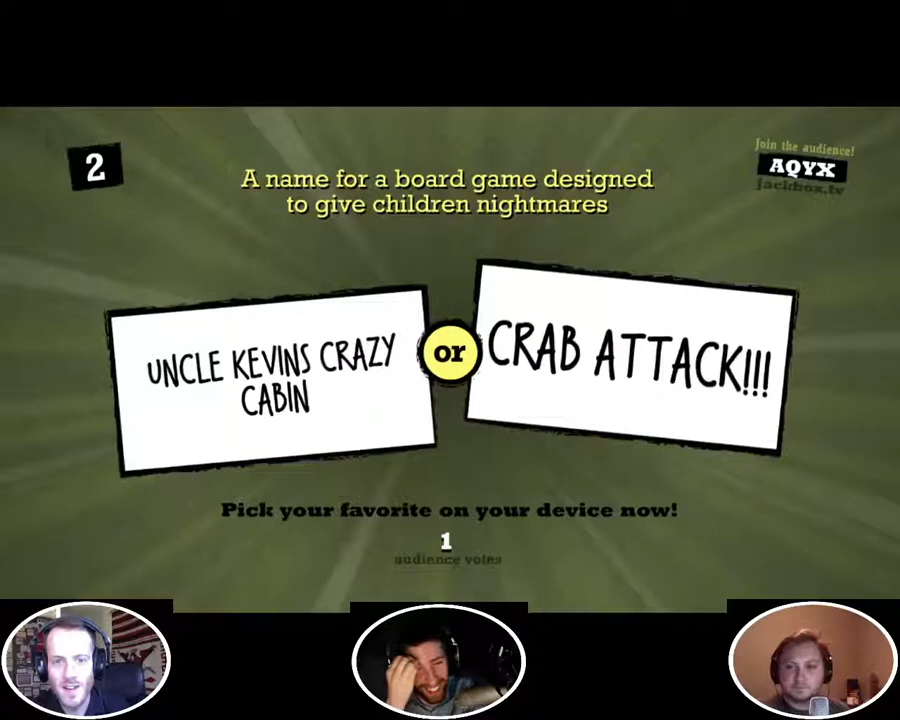 2
Join the audience!
AQYX
jackbox.tv
A name for a board game designed
to give children nightmares
UNCLE KEVINS CRAZY
CABIN
or
CRAB ATTACK!!!
Pick your favorite on your device now!
1
audience votes